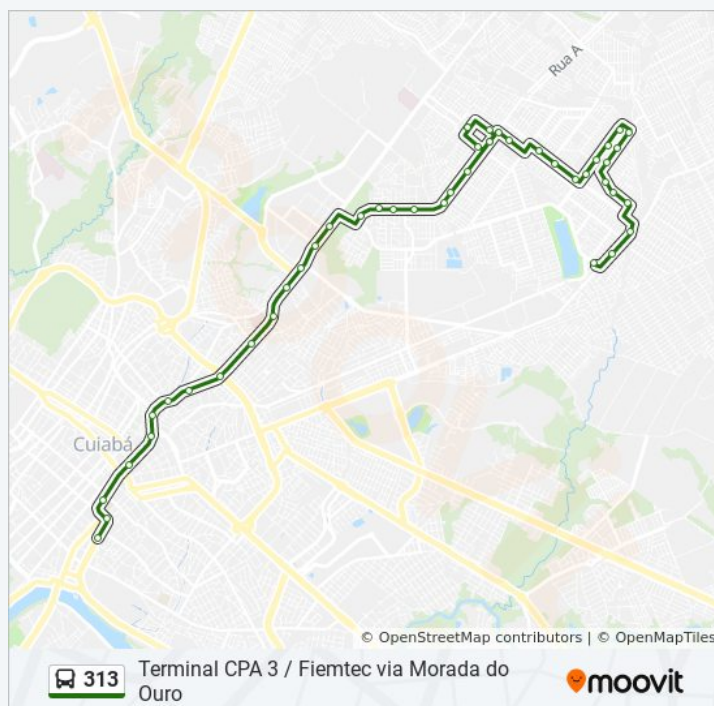 Rua A
Cuiabá
© OpenStreetMap contributors | © OpenMapTiles
313
Terminal CPA 3 / Fiemtec via Morada do
Ouro
moovit